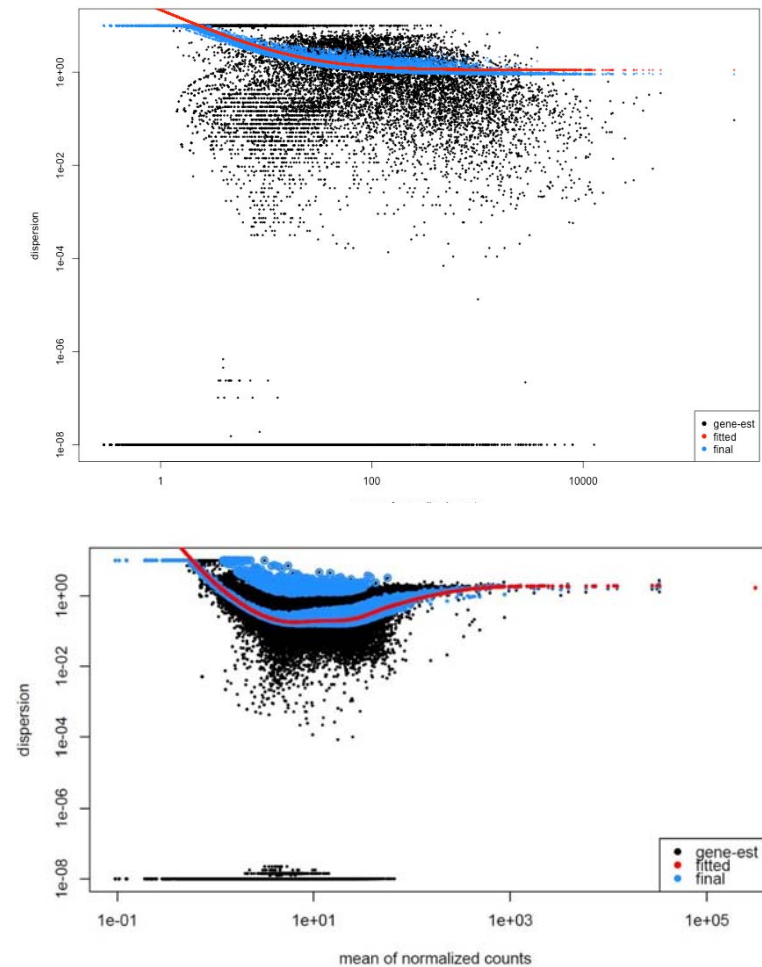 1e+00
1e-02
dispersion
1e-04
1e-06
1e-08
gene-est
fitted
final
1 100 10000
1e+00
1e-02
dispersion
1e-04
1e-06
1e-08
gene-est
fitted
final
1e-01 1e+01 1e+03 1e+05
mean of normalized counts